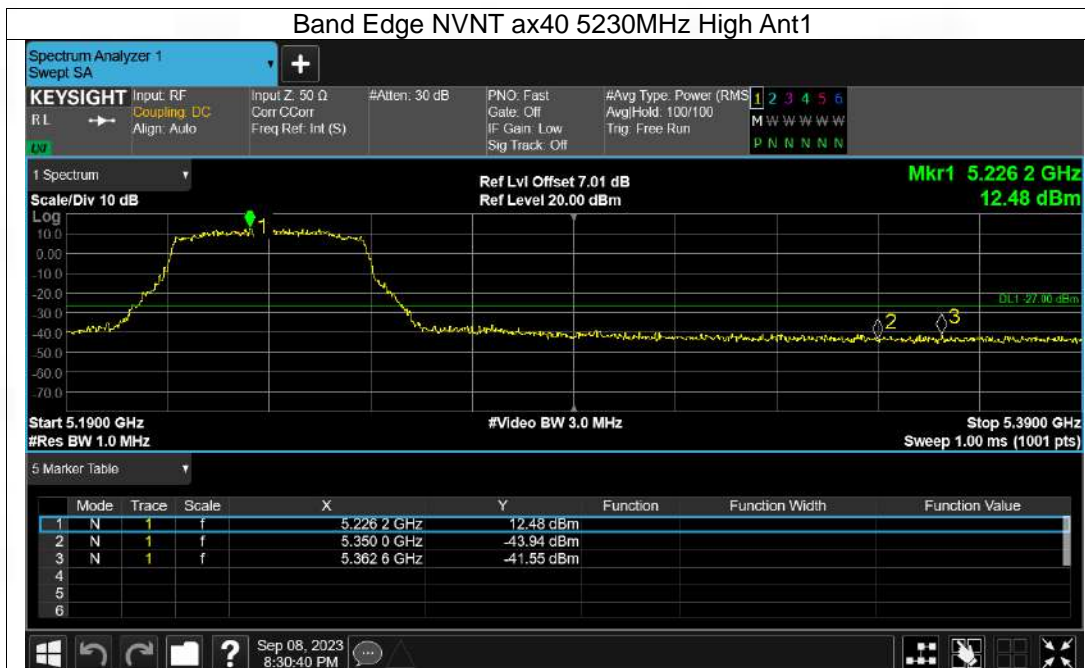 Band Edge NVNT ax40 5230MHz High Ant1
Spectrum Analyzer 1
Swept SA
KEYSIGHT Input: RF Input Z: 50 Ω #Atten: 30 dB PNO: Fast #Avg Type: Power (RMS 1 2 3 4 5 6
RL Coupling: DC Corr CCorr Gate: Off Avg|Hold: 100/100 M W W W W W
Align: Auto Freq Ref: Int (S) IF Gain: Low Trig: Free Run
LXI Sig Track: Off P N N N N N
1 Spectrum Ref Lvl Offset 7.01 dB Mkr1 5.226 2 GHz
Scale/Div 10 dB Ref Level 20.00 dBm 12.48 dBm
Log
10.0
0.00
-10.0
-20.0
-30.0
-40.0
-50.0
-60.0
-70.0
1
DL1 -27.00 dBm
2
3
Start 5.1900 GHz #Video BW 3.0 MHz Stop 5.3900 GHz
#Res BW 1.0 MHz Sweep 1.00 ms (1001 pts)
5 Marker Table
Mode Trace Scale X Y Function Function Width Function Value
1 N 1 f 5.226 2 GHz 12.48 dBm
2 N 1 f 5.350 0 GHz -43.94 dBm
3 N 1 f 5.362 6 GHz -41.55 dBm
4
5
6
? Sep 08, 2023
8:30:40 PM